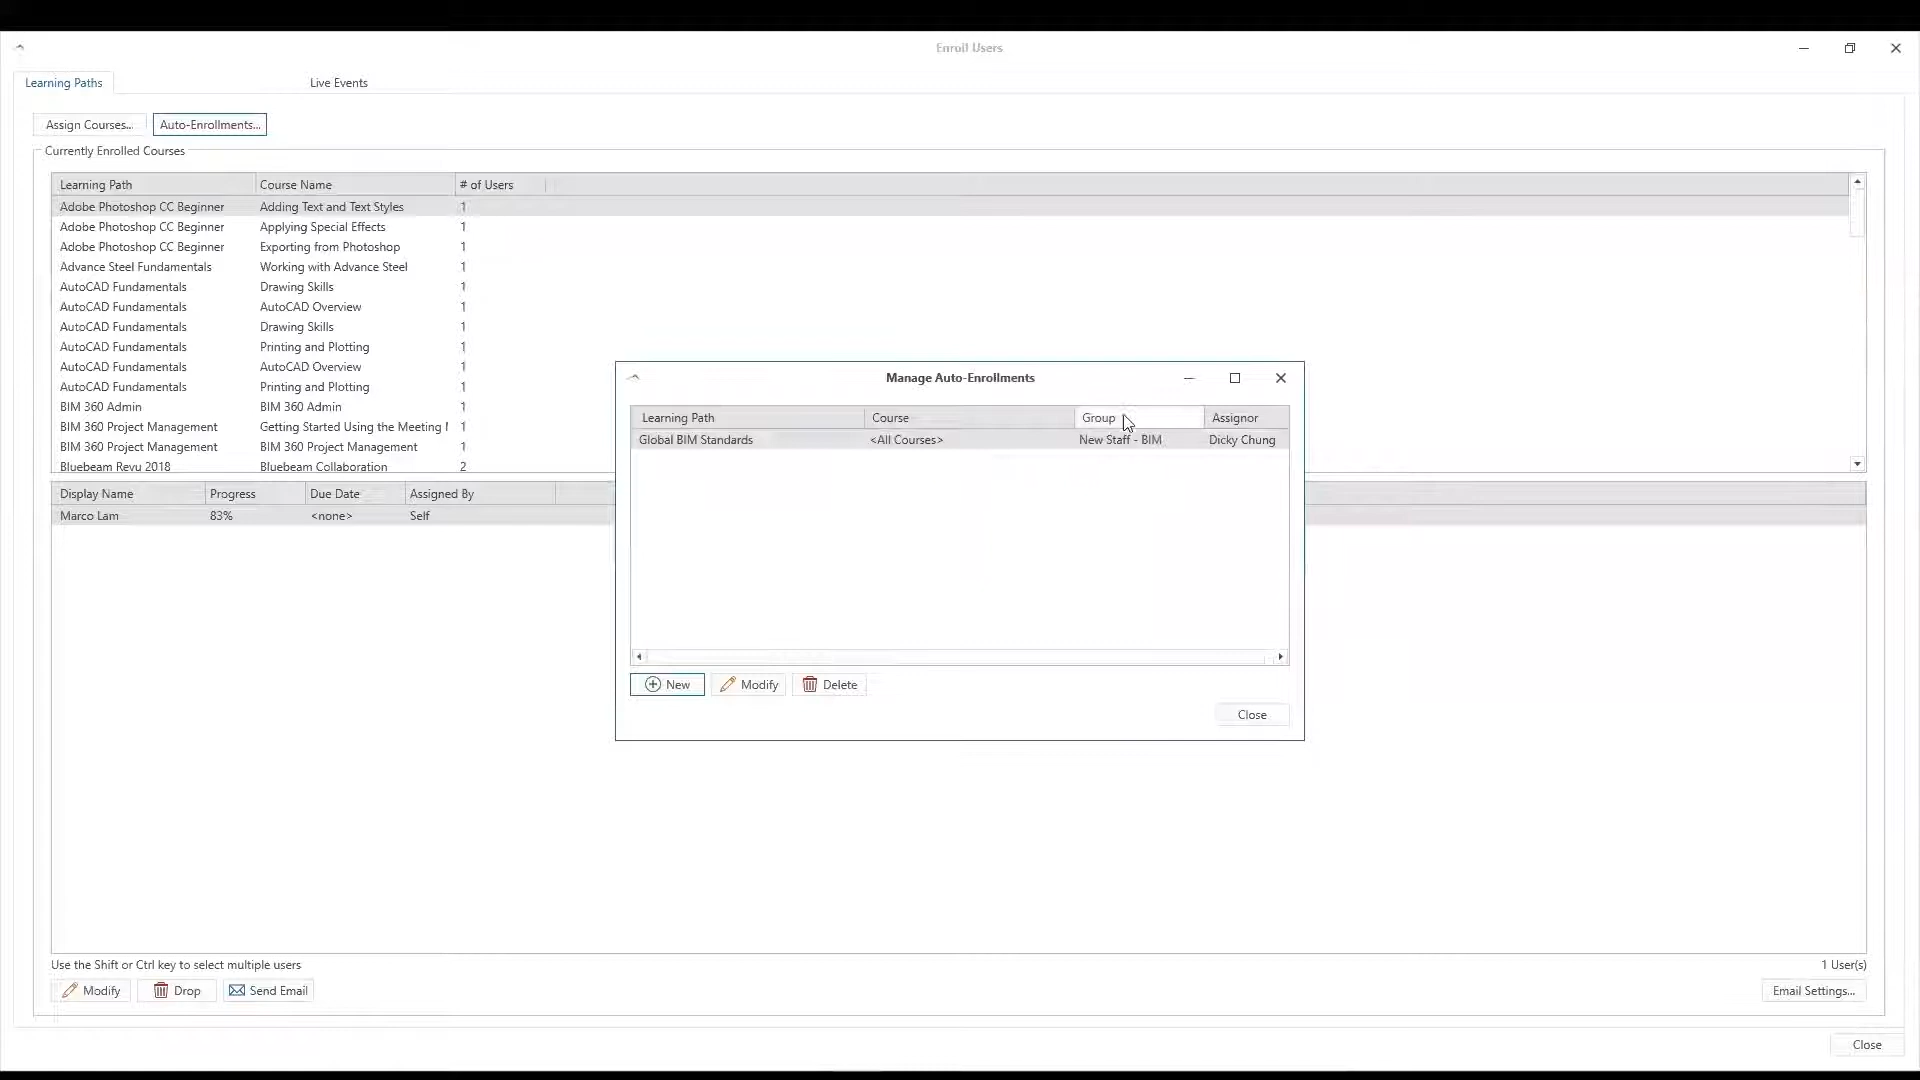 Enroll Users
Learning Paths Live Events
Assign Courses... Auto-Enrollments...
Currently Enrolled Courses
Learning Path Course Name # of Users
Adobe Photoshop CC Beginner Adding Text and Text Styles 1
Adobe Photoshop CC Beginner Applying Special Effects 1
Adobe Photoshop CC Beginner Exporting from Photoshop 1
Advance Steel Fundamentals Working with Advance Steel 1
AutoCAD Fundamentals Drawing Skills 1
AutoCAD Fundamentals AutoCAD Overview 1
AutoCAD Fundamentals Drawing Skills 1
AutoCAD Fundamentals Printing and Plotting 1
AutoCAD Fundamentals AutoCAD Overview 1
AutoCAD Fundamentals Printing and Plotting 1
BIM 360 Admin BIM 360 Admin 1
BIM 360 Project Management Getting Started Using the Meeting 1
BIM 360 Project Management BIM 360 Project Management 1
Bluebeam Revu 2018 Bluebeam Collaboration 2
Display Name Progress Due Date Assigned By
Marco Lam 83% <none> Self
Manage Auto-Enrollments
Learning Path Course Group Assignor
Global BIM Standards <All Courses> New Staff - BIM Dicky Chung
New Modify Delete
Close
Use the Shift or Ctrl key to select multiple users 1 User(s)
Modify Drop Send Email Email Settings...
Close